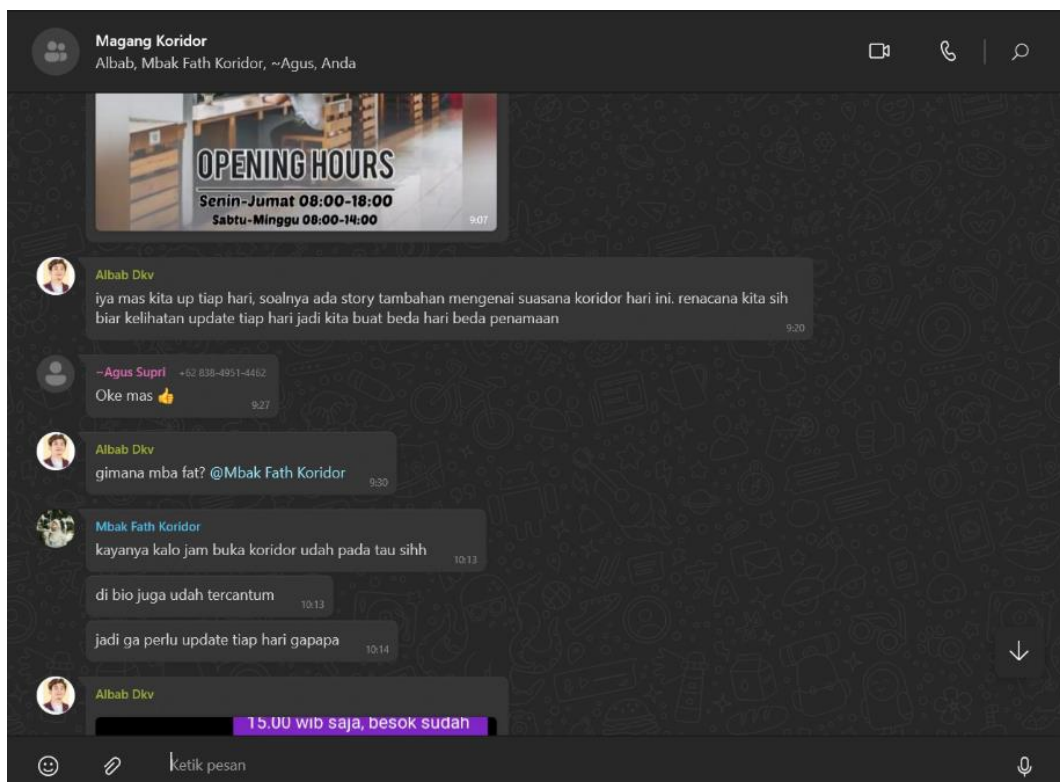 Magang Koridor
Albab, Mbak Fath Koridor, ~Agus, Anda
OPENING HOURS
Senin-Jumat 08:00-18:00
Sabtu-Minggu 08:00-14:00
9:07
Albab Dkv
iya mas kita up tiap hari, soalnya ada story tambahan mengenai suasana koridor hari ini. renacana kita sih
biar kelihatan update tiap hari jadi kita buat beda hari beda penamaan
9:20
~Agus Supri +62 838-4951-4462
Oke mas 👍
9:27
Albab Dkv
gimana mba fat? @Mbak Fath Koridor
9:30
Mbak Fath Koridor
kayanya kalo jam buka koridor udah pada tau sihh
10:13
di bio juga udah tercantum
10:13
jadi ga perlu update tiap hari gapapa
10:14
Albab Dkv
15.00 wib saja, besok sudah
Ketik pesan